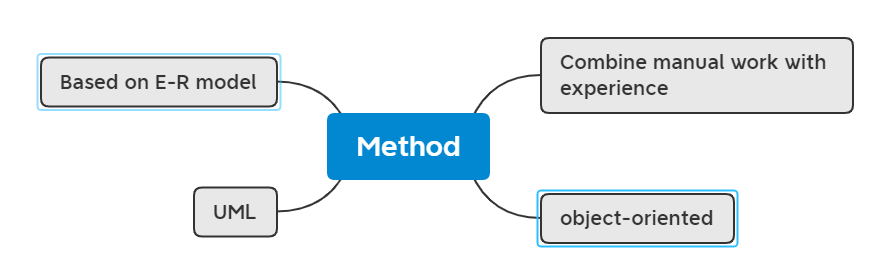 Based on E-R model
Combine manual work with
experience
Method
UML
object-oriented